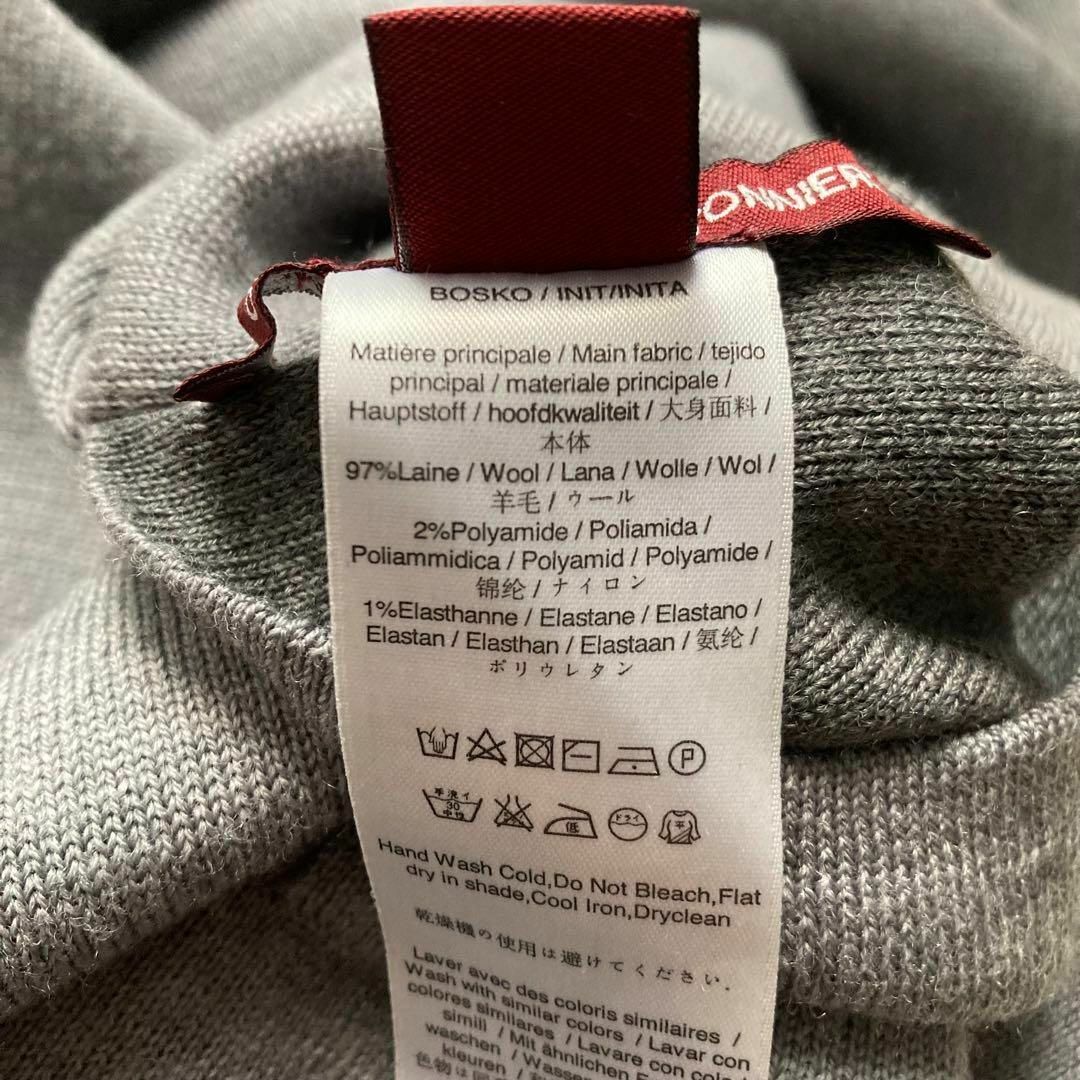 ONNIER
BOSKO / INIT/INITA
Matière principale / Main fabric / tejido
principal / materiale principale /
Hauptstoff / hoofdkwaliteit / 大身面料 /
本体
97%Laine / Wool / Lana / Wolle / Wol /
羊毛 / ウール
2%Polyamide / Poliamida /
Poliammidica / Polyamid / Polyamide /
锦纶 / ナイロン
1%Elasthanne / Elastane / Elastano /
Elastan / Elasthan / Elastaan / 氨纶 /
ポリウレタン
P
手洗イ
30
中性
低
ドライ
平
Hand Wash Cold,Do Not Bleach,Flat
dry in shade,Cool Iron,Dryclean
乾燥機の使用は避けてください.
Laver avec des coloris similaires /
Wash with similar colors / Lavar con
colores similares / Lavare con colori
simili / Mit ähnlichen
waschen / Wassen
kleuren /
色物は同